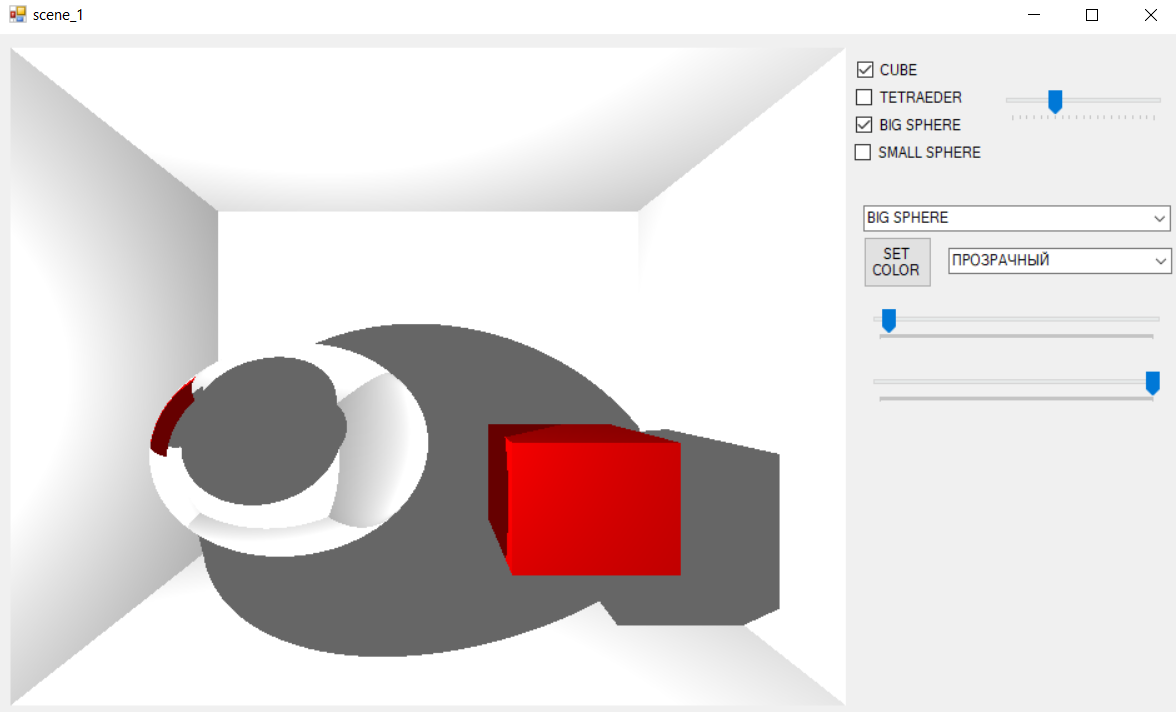 scene_1
CUBE
TETRAEDER
BIG SPHERE
SMALL SPHERE
BIG SPHERE
SET
COLOR
ПРОЗРАЧНЫЙ